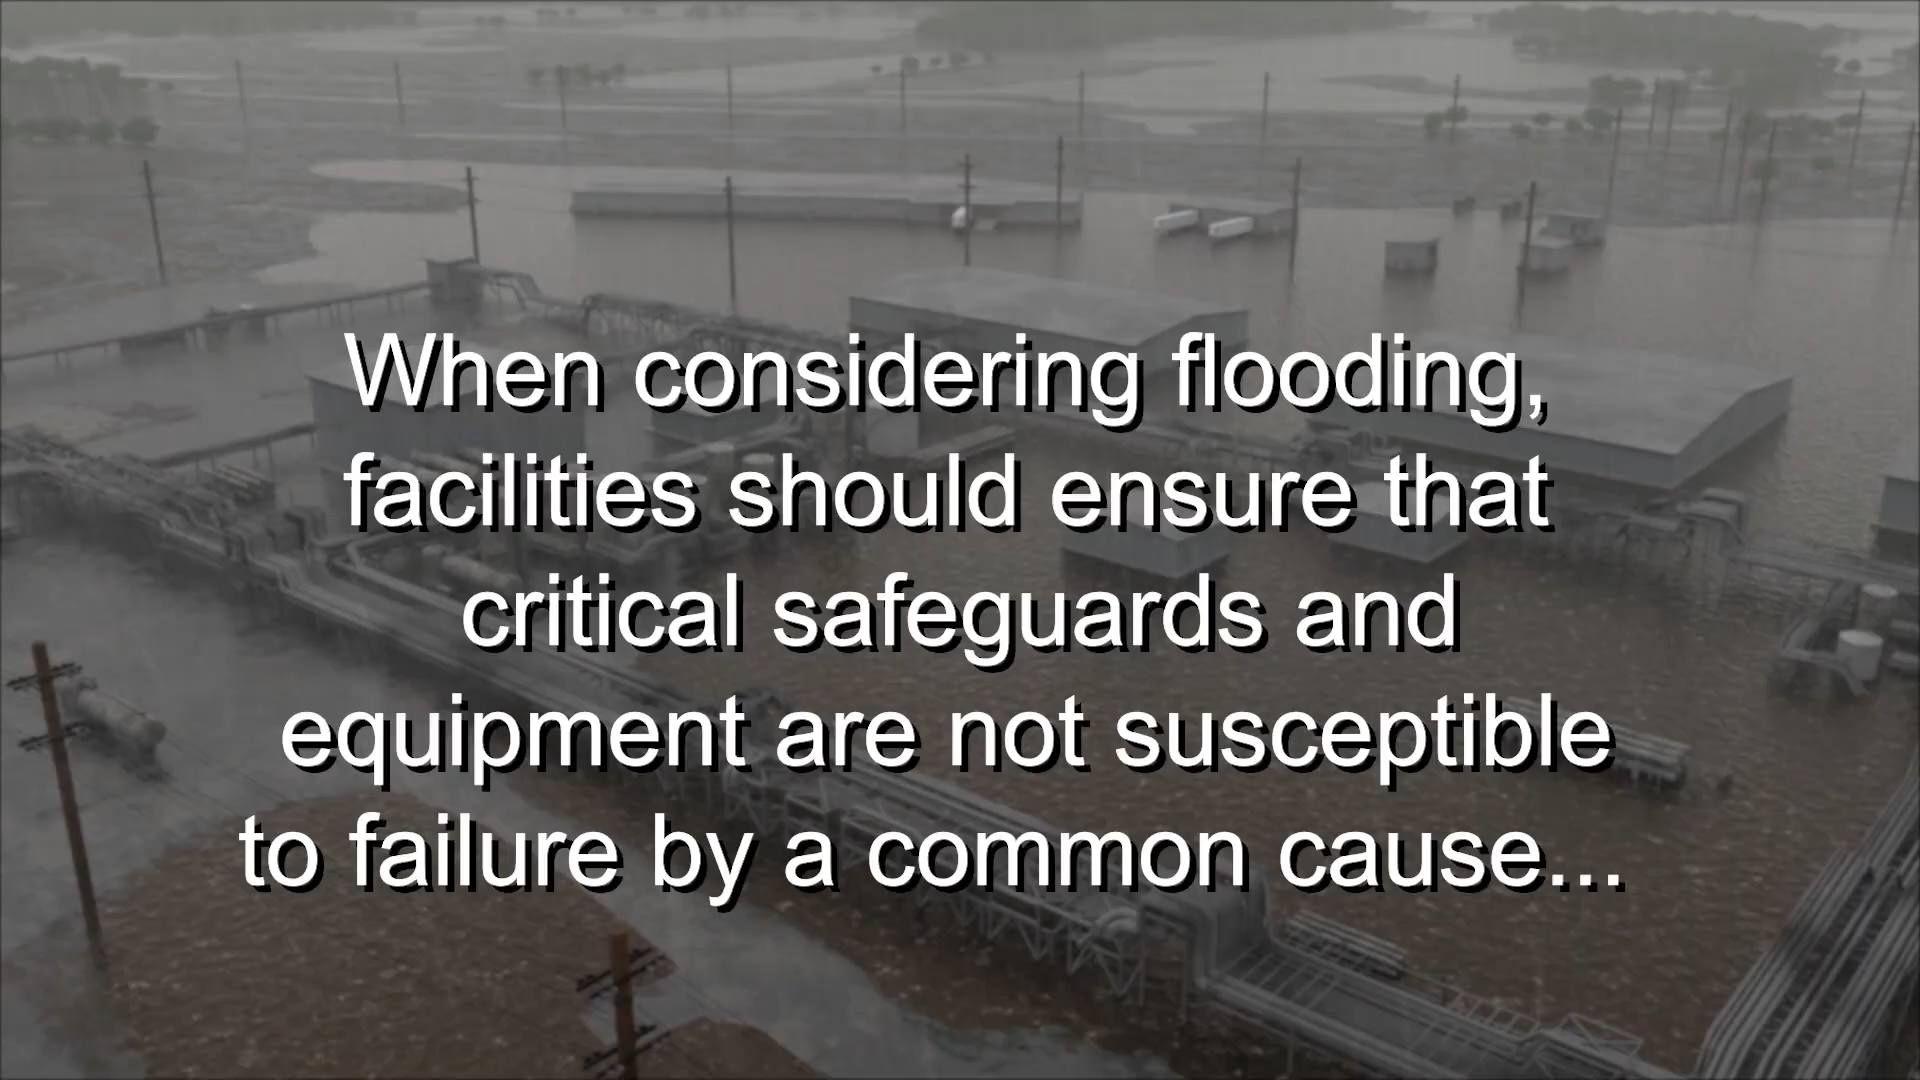 When considering flooding,
facilities should ensure that
critical safeguards and
equipment are not susceptible
to failure by a common cause...